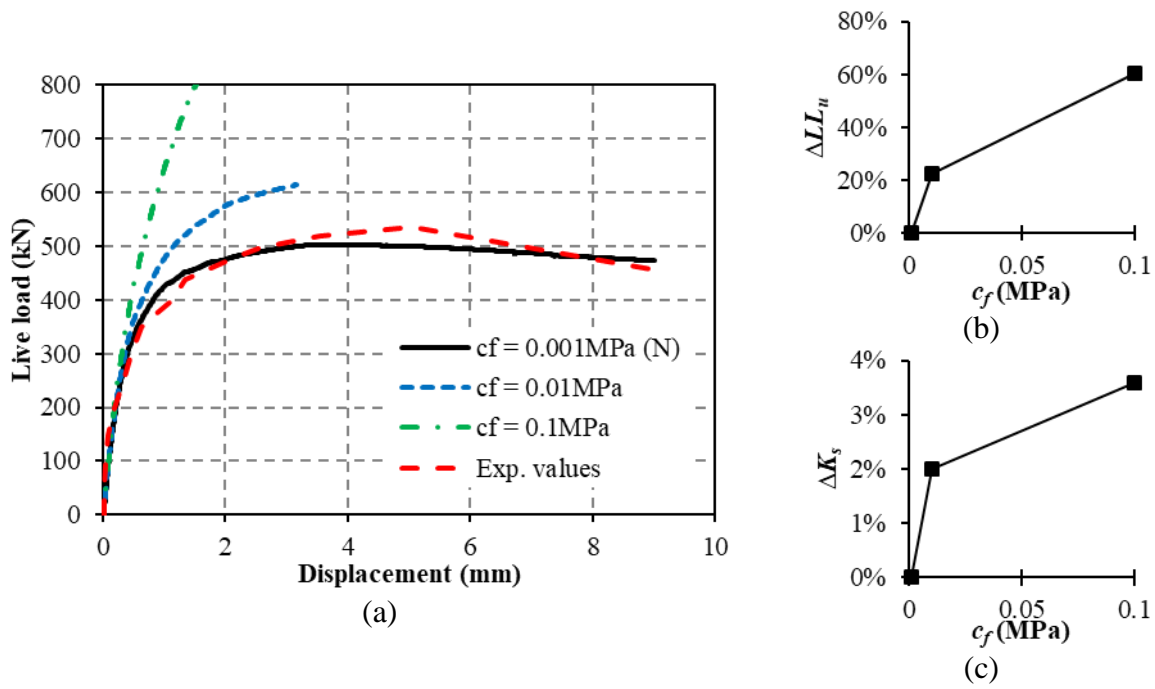 800
700
600
500
400
300
200
100
0
Live load (kN)
cf = 0.001MPa (N)
cf = 0.01MPa
cf = 0.1MPa
Exp. values
0 2 4 6 8 10
Displacement (mm)
(a)
80%
60%
40%
20%
0%
ΔLLu
0 0.05 0.1
cf (MPa)
(b)
4%
3%
2%
1%
0%
ΔKs
0 0.05 0.1
cf (MPa)
(c)